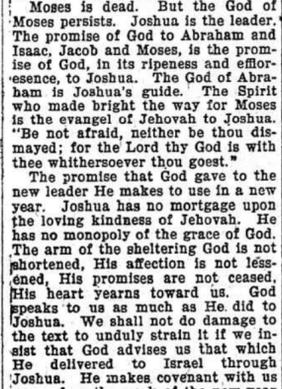 Moses is dead. But the God of
Moses persists. Joshua is the leader.
The promise of God to Abraham and
Isaac, Jacob and Moses, is the prom-
ise of God, in its ripeness and efflor-
esence, to Joshua. The God of Abra-
ham is Joshua's guide. The Spirit
who made bright the way for Moses
is the evangel of Jehovah to Joshua.
"Be not afraid, neither be thou dis-
mayed; for the Lord thy God is with
thee whithersoever thou goest."
The promise that God gave to the
new leader He makes to use in a new
year. Joshua has no mortgage upon
the loving kindness of Jehovah. He
has no monopoly of the grace of God.
The arm of the sheltering God is not
shortened, His affection is not less-
ened, His promises are not ceased,
His heart yearns toward us. God
speaks to us as much as He did to
Joshua. We shall not do damage to
the text to unduly strain it if we in-
sist that God advises us that which
He delivered to Israel through
Joshua. He makes covenant with us